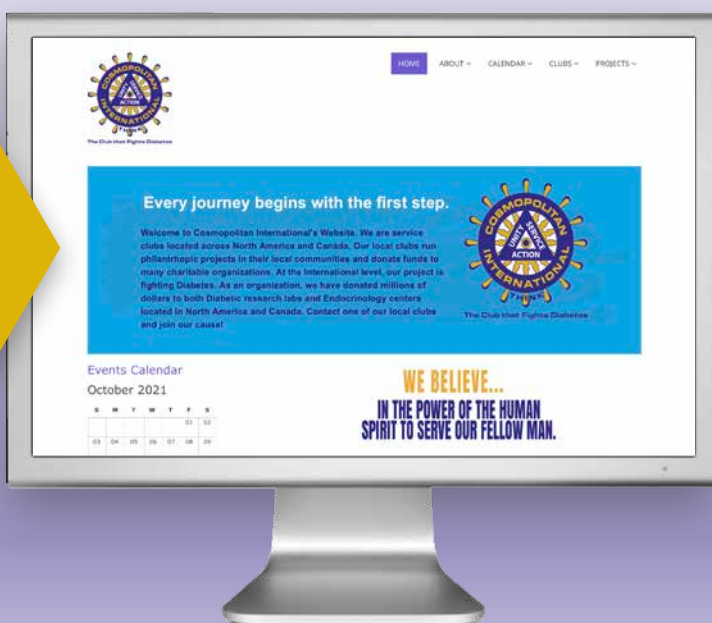 COSMOPOLITAN
INTERNATIONAL
UNITY
SERVICE
ACTION
THINK
The Club that Fights Diabetes
HOME
ABOUT
CALENDAR
CLUBS
PROJECTS
Every journey begins with the first step.
Welcome to Cosmopolitan International's Website. We are service
clubs located across North America and Canada. Our local clubs run
philanthropic projects in their local communities and donate funds to
many charitable organizations. At the International level, our project is
fighting Diabetes. As an organization, we have donated millions of
dollars to both Diabetic research labs and Endocrinology centers
located in North America and Canada. Contact one of our local clubs
and join our cause!
COSMOPOLITAN
INTERNATIONAL
UNITY
SERVICE
ACTION
THINK
The Club that Fights Diabetes
Events Calendar
October 2021
S M T W T F S
01 02
03 04 05 06 07 08 09
WE BELIEVE...
IN THE POWER OF THE HUMAN
SPIRIT TO SERVE OUR FELLOW MAN.